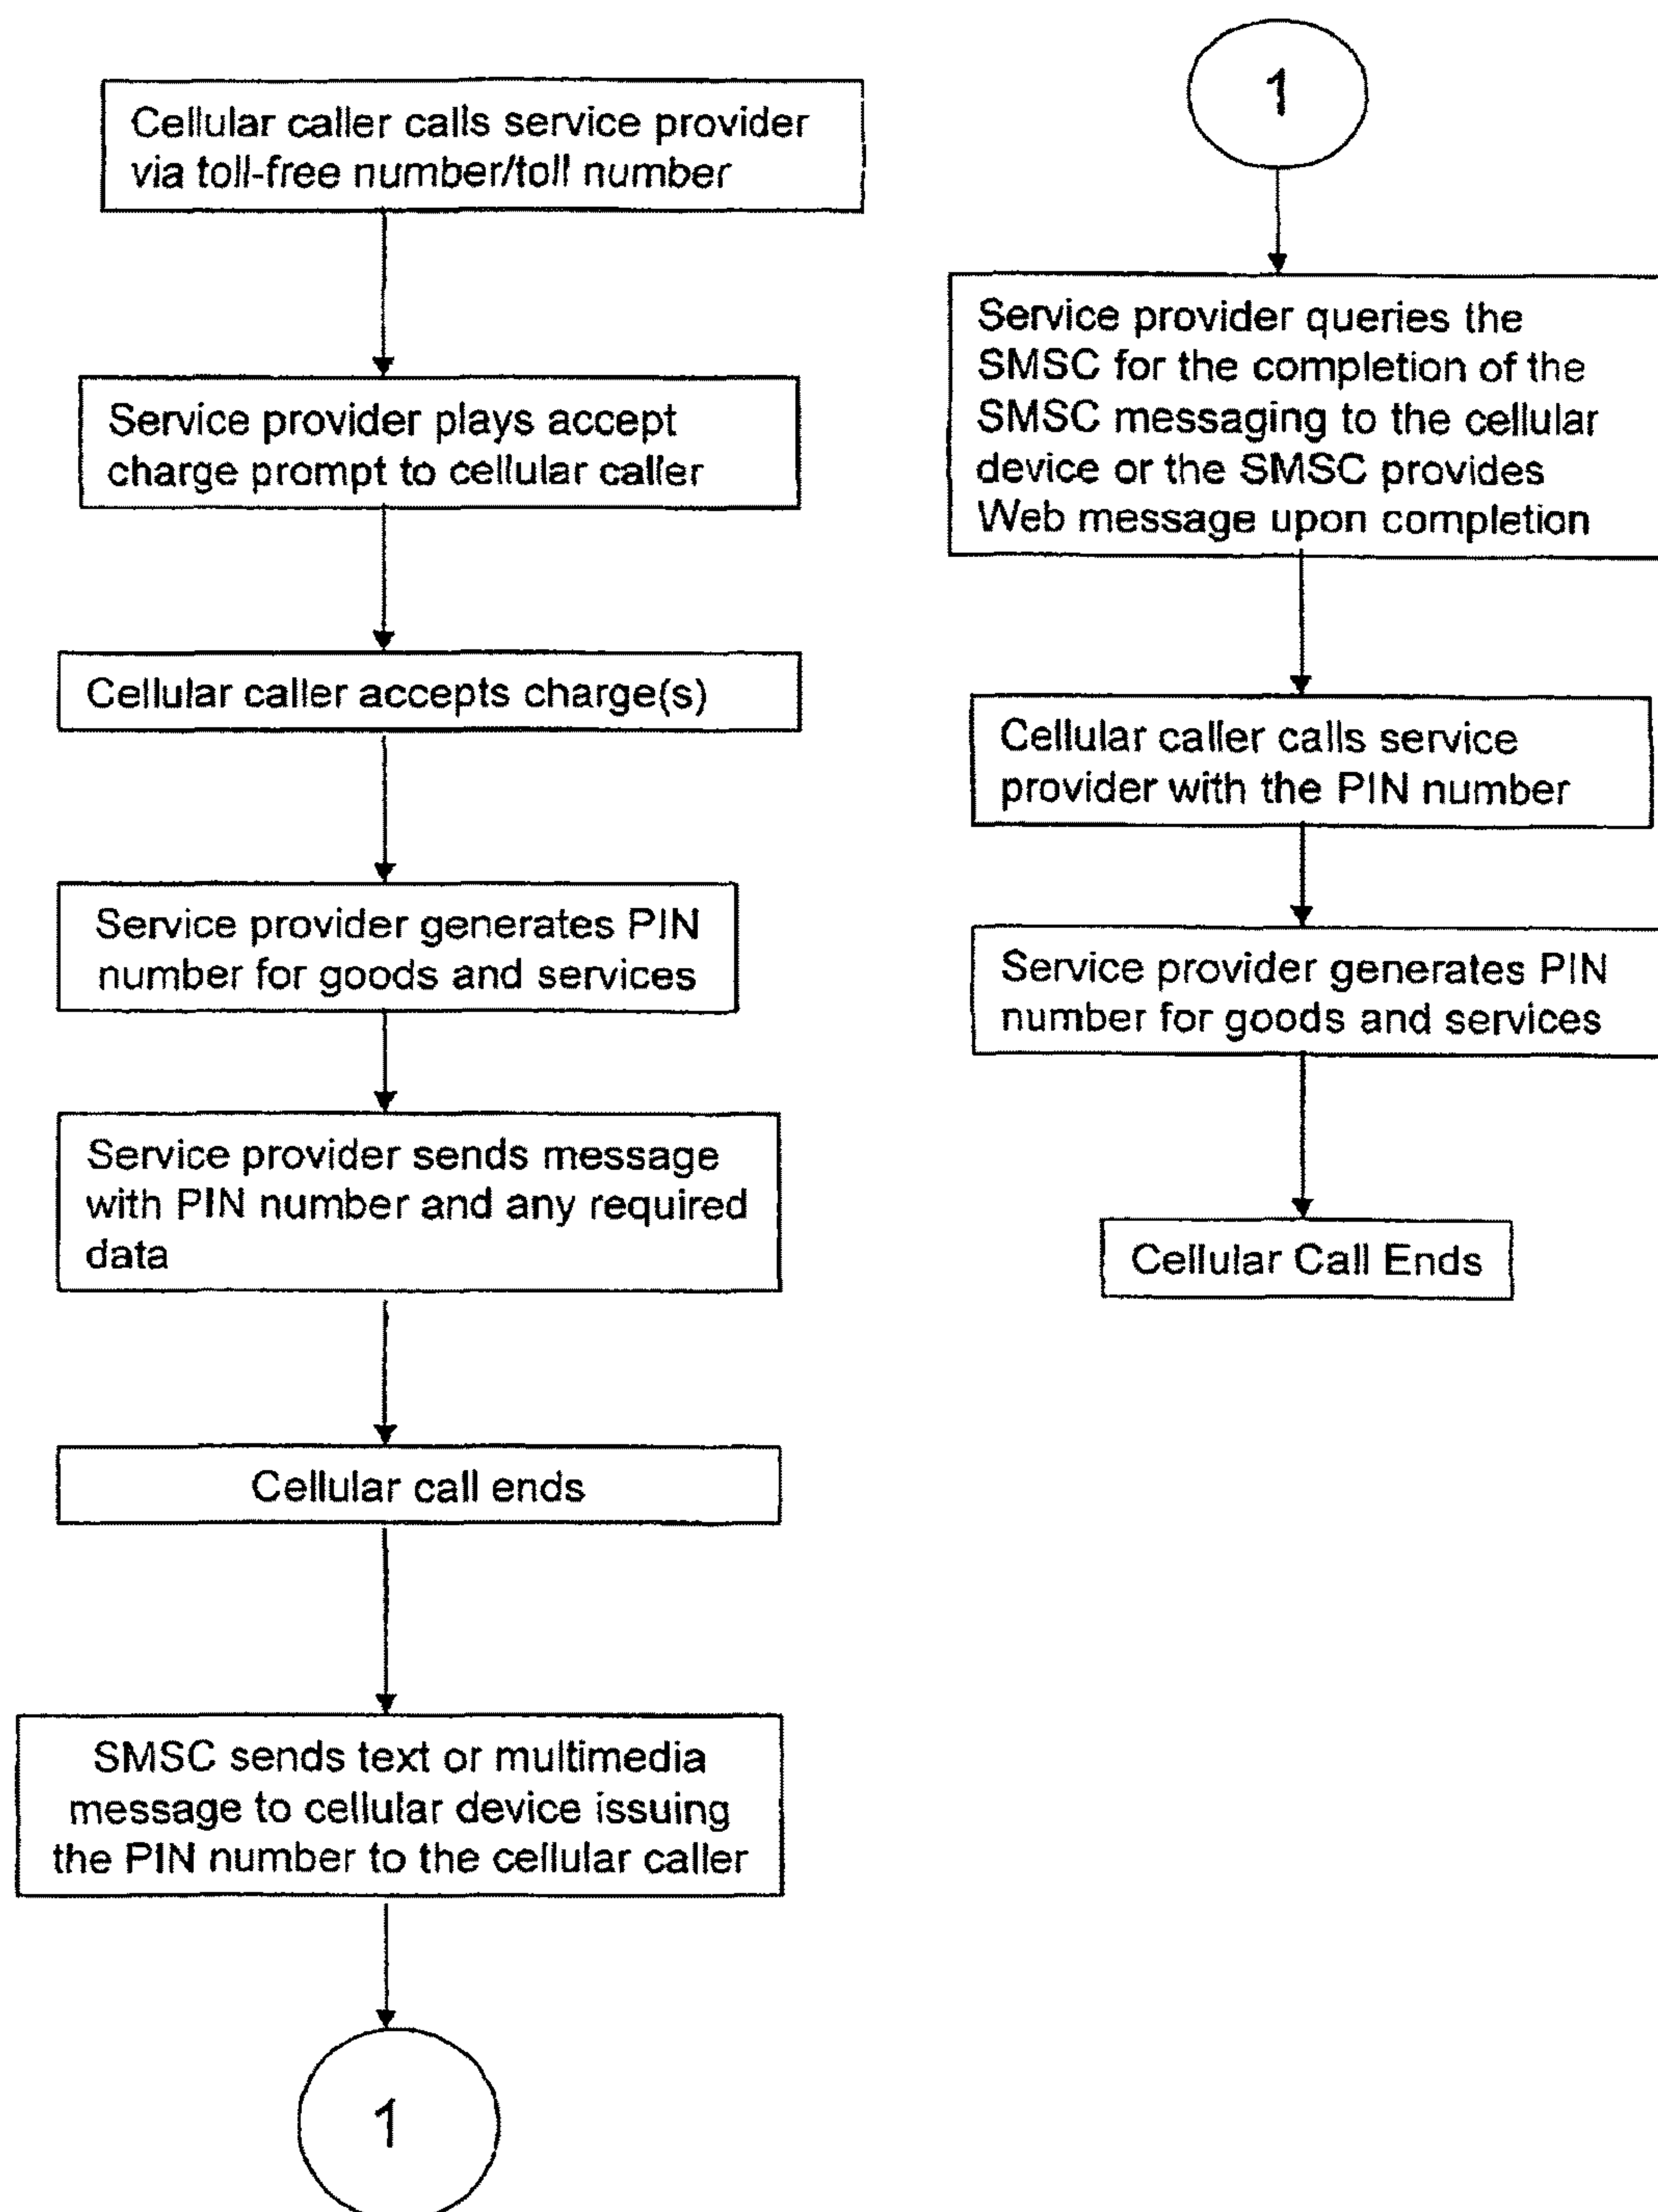 Cellular caller calls service provider
via toll-free number/toll number
Service provider plays accept
charge prompt to cellular caller
Cellular caller accepts charge(s)
Service provider generates PIN
number for goods and services
Service provider sends message
with PIN number and any required
data
Cellular call ends
SMSC sends text or multimedia
message to cellular device issuing
the PIN number to the cellular caller
1
1
Service provider queries the
SMSC for the completion of the
SMSC messaging to the cellular
device or the SMSC provides
Web message upon completion
Cellular caller calls service
provider with the PIN number
Service provider generates PIN
number for goods and services
Cellular Call Ends